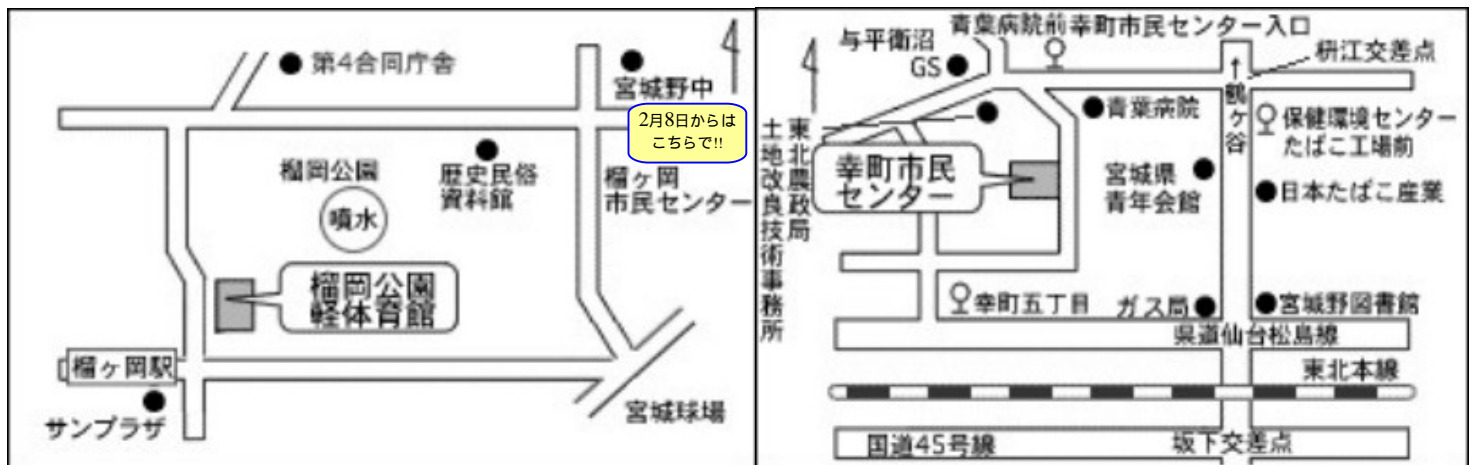 第4合同庁舎
宮城野中
2月8日からは
こちらで!!
榴岡公園
噴水
歴史民俗
資料館
榴ヶ岡
市民センター
榴岡公園
軽体育館
榴ヶ岡駅
サンプラザ
宮城球場
青葉病院前
幸町市民センター入口
与平衛沼
GS
枡江交差点
↑鶴ヶ谷
青葉病院
保健環境センター
たばこ工場前
東北農政局
土地改良技術事務所
幸町市民
センター
宮城県
青年会館
日本たばこ産業
幸町五丁目
ガス局
宮城野図書館
県道仙台松島線
東北本線
国道45号線
坂下交差点